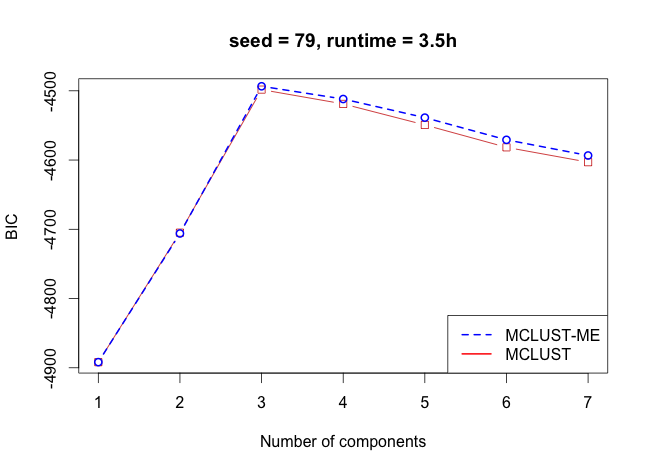 seed = 79, runtime = 3.5h
BIC
-4500
-4600
-4700
-4800
-4900
1 2 3 4 5 6 7
Number of components
MCLUST-ME
MCLUST